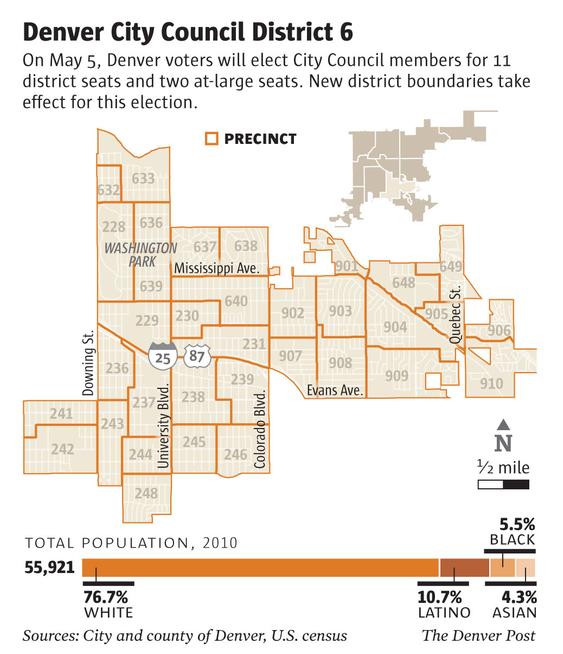 Denver City Council District 6
On May 5, Denver voters will elect City Council members for 11
district seats and two at-large seats. New district boundaries take
effect for this election.
PRECINCT
633
632
228
636
WASHINGTON
PARK
637
638
Mississippi Ave.
639
901
648
649
229
230
640
902
903
904
905
Quebec St.
906
25
87
231
907
908
909
910
Downing St.
236
237
University Blvd.
238
239
Colorado Blvd.
Evans Ave.
241
242
243
244
245
246
248
N
½ mile
TOTAL POPULATION, 2010
55,921
76.7%
WHITE
10.7%
LATINO
5.5%
BLACK
4.3%
ASIAN
Sources: City and county of Denver, U.S. census
The Denver Post